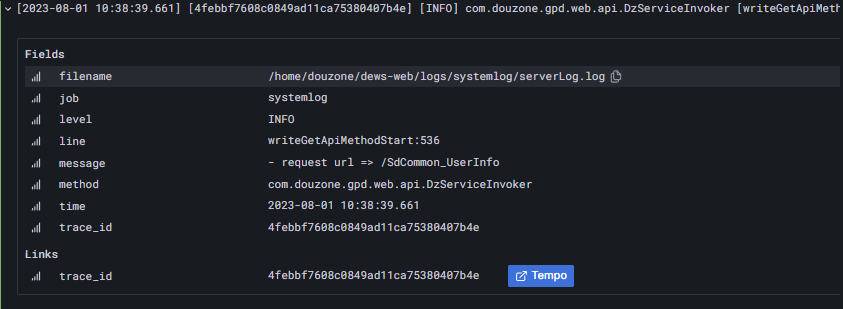 [2023-08-01 10:38:39.661] [4febbf7608c0849ad11ca75380407b4e] [INFO] com.douzone.gpd.web.api.DzServiceInvoker [writeGetApiMeth
Fields
filename /home/douzone/dews-web/logs/systemlog/serverLog.log
job systemlog
level INFO
line writeGetApiMethodStart:536
message - request url => /SdCommon_UserInfo
method com.douzone.gpd.web.api.DzServiceInvoker
time 2023-08-01 10:38:39.661
trace_id 4febbf7608c0849ad11ca75380407b4e
Links
trace_id 4febbf7608c0849ad11ca75380407b4e Tempo